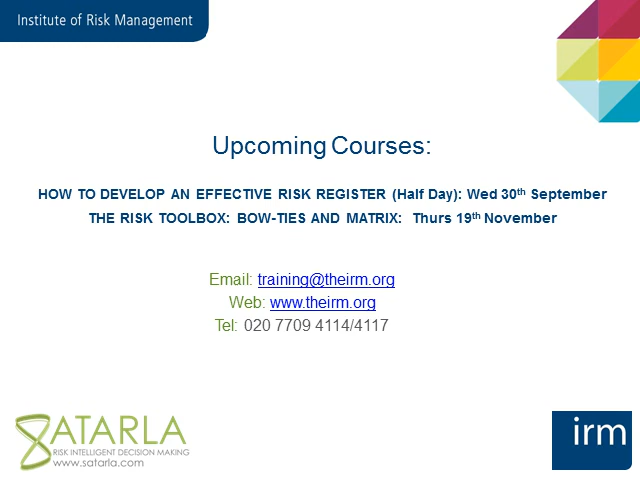 Institute of Risk Management
Upcoming Courses:
HOW TO DEVELOP AN EFFECTIVE RISK REGISTER (Half Day): Wed 30th September
THE RISK TOOLBOX: BOW-TIES AND MATRIX: Thurs 19th November
Email: training@theirm.org
Web: www.theirm.org
Tel: 020 7709 4114/4117
SATARLA
RISK INTELLIGENT DECISION MAKING
www.satarla.com
irm